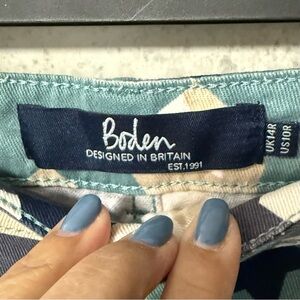 Boden
DESIGNED IN BRITAIN
EST.1991
UK14R
US10R